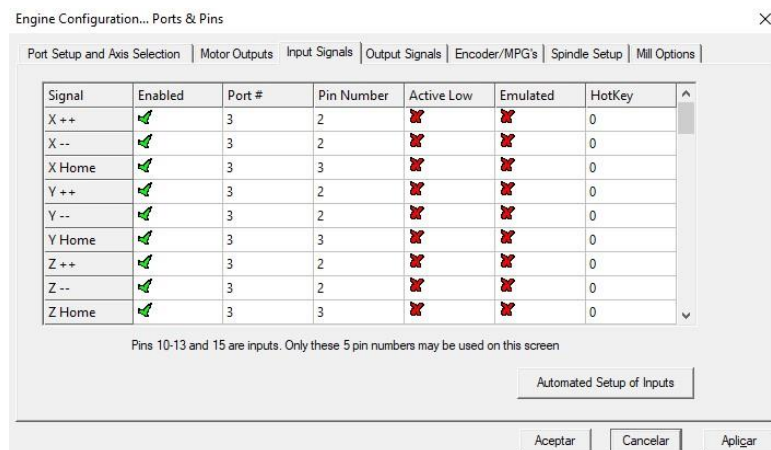 Engine Configuration... Ports & Pins
Port Setup and Axis Selection Motor Outputs Input Signals Output Signals Encoder/MPG's Spindle Setup Mill Options
Signal Enabled Port # Pin Number Active Low Emulated HotKey
X ++ 3 2 0
X -- 3 2 0
X Home 3 3 0
Y ++ 3 2 0
Y -- 3 2 0
Y Home 3 3 0
Z ++ 3 2 0
Z -- 3 2 0
Z Home 3 3 0
Pins 10-13 and 15 are inputs. Only these 5 pin numbers may be used on this screen
Automated Setup of Inputs
Aceptar Cancelar Aplicar